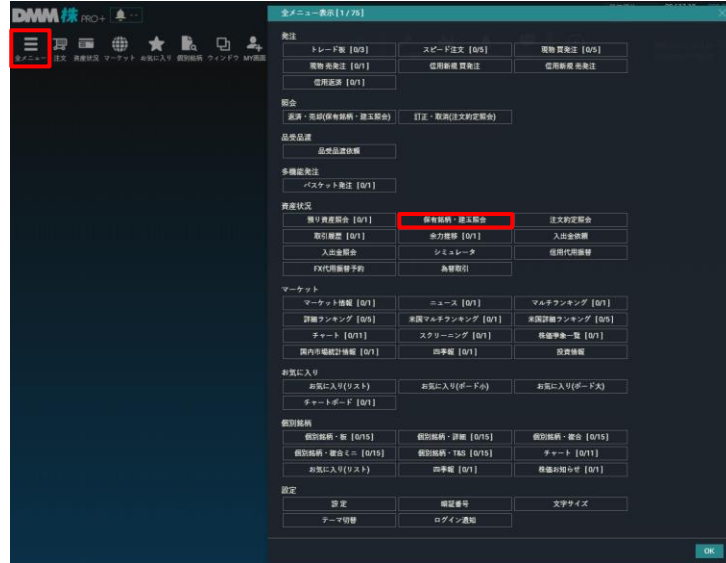 DMM 株 PRO+
全メニュー表示 [1/75]
全メニュー 注文 資産状況 マーケット お気に入り 個別銘柄 ウィンドウ MY画面
発注
トレード板 [0/3] スピード注文 [0/5] 現物 買発注 [0/5]
現物 売発注 [0/1] 信用新規 買発注 信用新規 売発注
信用返済 [0/1]
照会
返済・売却(保有銘柄・建玉照会) 訂正・取消(注文約定照会)
品受品渡
品受品渡依頼
多機能発注
バスケット発注 [0/1]
資産状況
預り資産照会 [0/1] 保有銘柄・建玉照会 注文約定照会
取引履歴 [0/1] 余力推移 [0/1] 入出金依頼
入出金照会 シミュレータ 信用代用振替
FX代用振替予約 為替取引
マーケット
マーケット情報 [0/1] ニュース [0/1] マルチランキング [0/1]
詳細ランキング [0/5] 米国マルチランキング [0/1] 米国詳細ランキング [0/5]
チャート [0/11] スクリーニング [0/1] 株価一覧 [0/1]
国内市場統計情報 [0/1] 四季報 [0/1] 投資情報
お気に入り
お気に入り(リスト) お気に入り(ボード小) お気に入り(ボード大)
チャートボード [0/1]
個別銘柄
個別銘柄・板 [0/15] 個別銘柄・詳細 [0/15] 個別銘柄・複合 [0/15]
個別銘柄・複合ミニ [0/15] 個別銘柄・T&S [0/15] チャート [0/11]
お気に入り(リスト) 四季報 [0/1] 株価お知らせ [0/1]
設定
設定 暗証番号 文字サイズ
テーマ切替 ログイン通知
OK